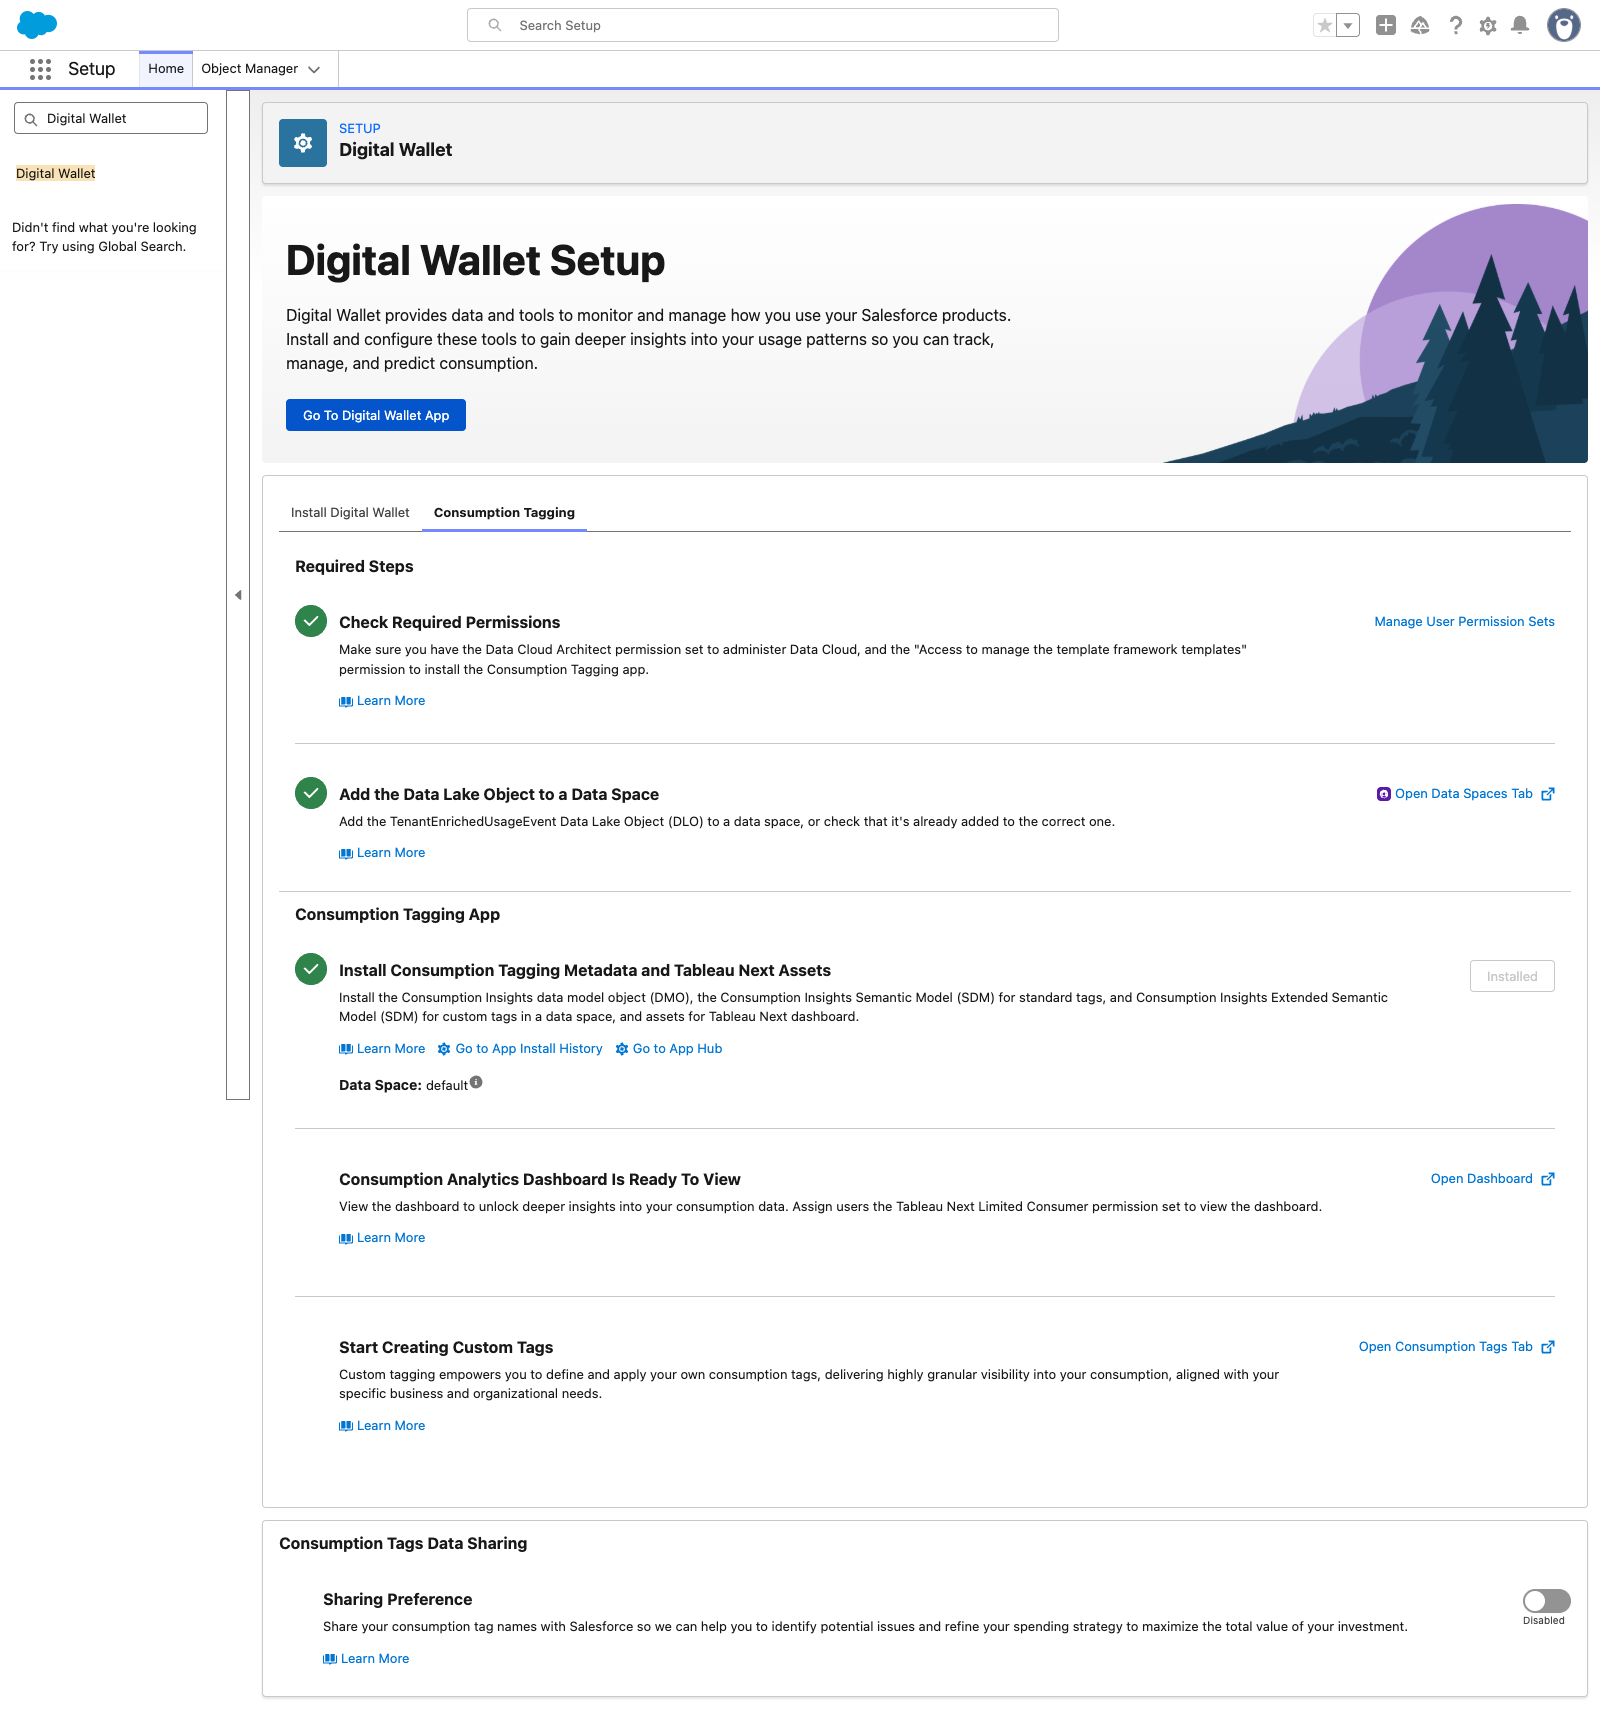 Search Setup
Setup
Home
Object Manager
Digital Wallet
Digital Wallet
Didn't find what you're looking
for? Try using Global Search.
SETUP
Digital Wallet
Digital Wallet Setup
Digital Wallet provides data and tools to monitor and manage how you use your Salesforce products.
Install and configure these tools to gain deeper insights into your usage patterns so you can track,
manage, and predict consumption.
Go To Digital Wallet App
Install Digital Wallet
Consumption Tagging
Required Steps
Check Required Permissions
Manage User Permission Sets
Make sure you have the Data Cloud Architect permission set to administer Data Cloud, and the "Access to manage the template framework templates"
permission to install the Consumption Tagging app.
Learn More
Add the Data Lake Object to a Data Space
Open Data Spaces Tab
Add the TenantEnrichedUsageEvent Data Lake Object (DLO) to a data space, or check that it's already added to the correct one.
Learn More
Consumption Tagging App
Install Consumption Tagging Metadata and Tableau Next Assets
Installed
Install the Consumption Insights data model object (DMO), the Consumption Insights Semantic Model (SDM) for standard tags, and Consumption Insights Extended Semantic
Model (SDM) for custom tags in a data space, and assets for Tableau Next dashboard.
Learn More Go to App Install History Go to App Hub
Data Space: default
Consumption Analytics Dashboard Is Ready To View
Open Dashboard
View the dashboard to unlock deeper insights into your consumption data. Assign users the Tableau Next Limited Consumer permission set to view the dashboard.
Learn More
Start Creating Custom Tags
Open Consumption Tags Tab
Custom tagging empowers you to define and apply your own consumption tags, delivering highly granular visibility into your consumption, aligned with your
specific business and organizational needs.
Learn More
Consumption Tags Data Sharing
Sharing Preference
Share your consumption tag names with Salesforce so we can help you to identify potential issues and refine your spending strategy to maximize the total value of your investment.
Disabled
Learn More